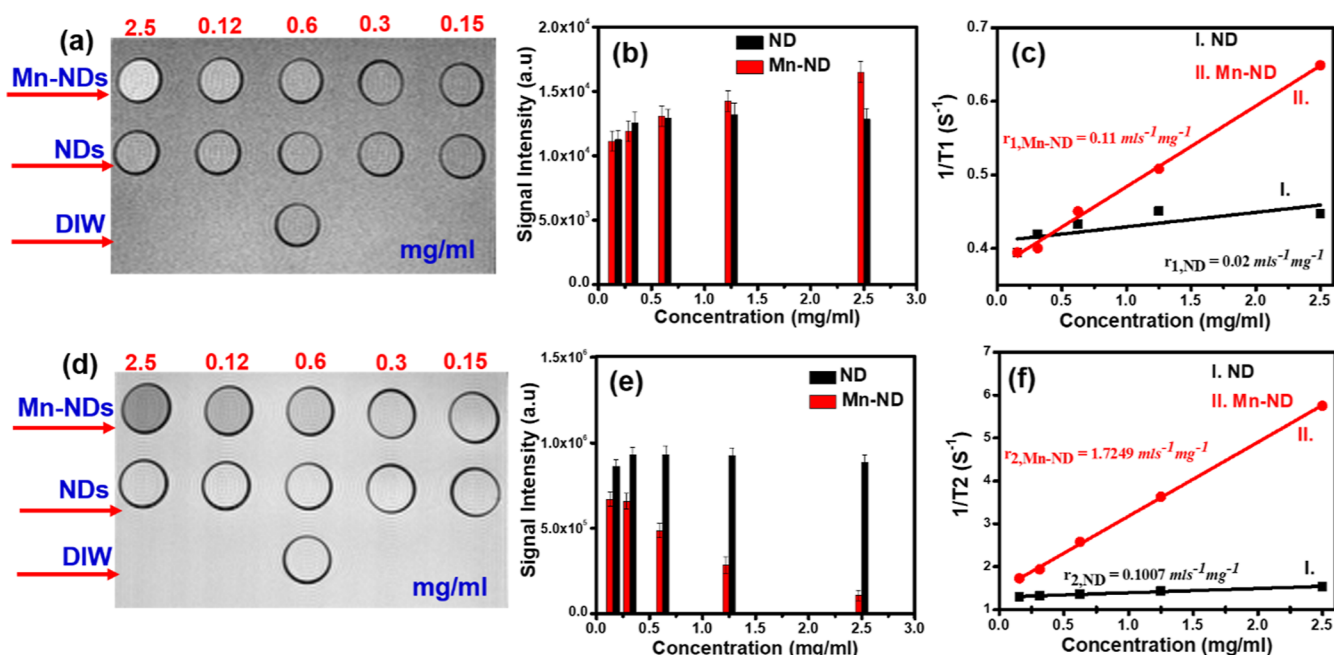 (a)
2.5 0.12 0.6 0.3 0.15
Mn-NDs
NDs
DIW
mg/ml
(b)
ND
Mn-ND
Signal Intensity (a.u)
2.0x10⁴
1.5x10⁴
1.0x10⁴
5.0x10³
0.0
0.0 0.5 1.0 1.5 2.0 2.5 3.0
Concentration (mg/ml)
(c)
I. ND
II. Mn-ND
II.
r1,Mn-ND = 0.11 mls⁻¹mg⁻¹
I.
r1,ND = 0.02 mls⁻¹mg⁻¹
1/T1 (S⁻¹)
0.7
0.6
0.5
0.4
0.0 0.5 1.0 1.5 2.0 2.5
Concentration (mg/ml)
(d)
2.5 0.12 0.6 0.3 0.15
Mn-NDs
NDs
DIW
mg/ml
(e)
ND
Mn-ND
Signal Intensity (a.u)
1.5x10⁶
1.0x10⁶
5.0x10⁵
0.0
0.0 0.5 1.0 1.5 2.0 2.5 3.0
Concentration (mg/ml)
(f)
I. ND
II. Mn-ND
II.
r2,Mn-ND = 1.7249 mls⁻¹mg⁻¹
I.
r2,ND = 0.1007 mls⁻¹mg⁻¹
1/T2 (S⁻¹)
7
6
5
4
3
2
1
0.0 0.5 1.0 1.5 2.0 2.5
Concentration (mg/ml)